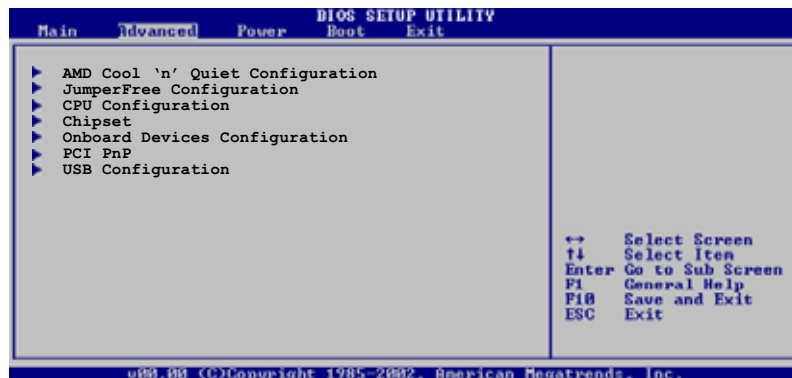 BIOS SETUP UTILITY
Main Advanced Power Boot Exit
AMD Cool ‘n’ Quiet Configuration
JumperFree Configuration
CPU Configuration
Chipset
Onboard Devices Configuration
PCI PnP
USB Configuration
↔ Select Screen
↑↓ Select Item
Enter Go to Sub Screen
F1 General Help
F10 Save and Exit
ESC Exit
v00.00 (C)Copyright 1985-2002, American Megatrends, Inc.